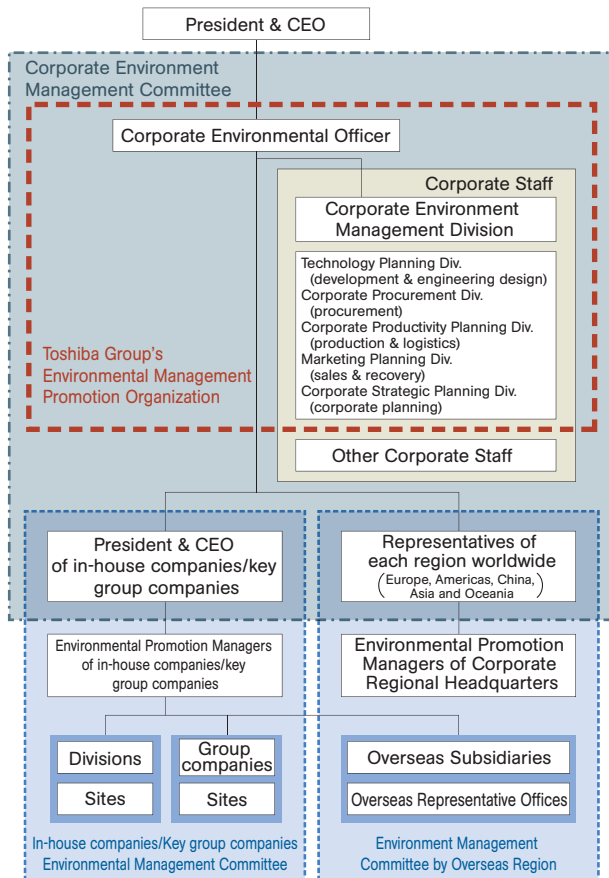 President & CEO
Corporate Environment
Management Committee
Corporate Environmental Officer
Corporate Staff
Corporate Environment
Management Division
Technology Planning Div.
(development & engineering design)
Corporate Procurement Div.
(procurement)
Corporate Productivity Planning Div.
(production & logistics)
Marketing Planning Div.
(sales & recovery)
Corporate Strategic Planning Div.
(corporate planning)
Toshiba Group's
Environmental Management
Promotion Organization
Other Corporate Staff
President & CEO
of in-house companies/key
group companies
Representatives of
each region worldwide
(Europe, Americas, China,
Asia and Oceania)
Environmental Promotion Managers
of in-house companies/key
group companies
Environmental Promotion
Managers of Corporate
Regional Headquarters
Divisions
Sites
Group
companies
Sites
Overseas Subsidiaries
Overseas Representative Offices
In-house companies/Key group companies
Environmental Management Committee
Environment Management
Committee by Overseas Region